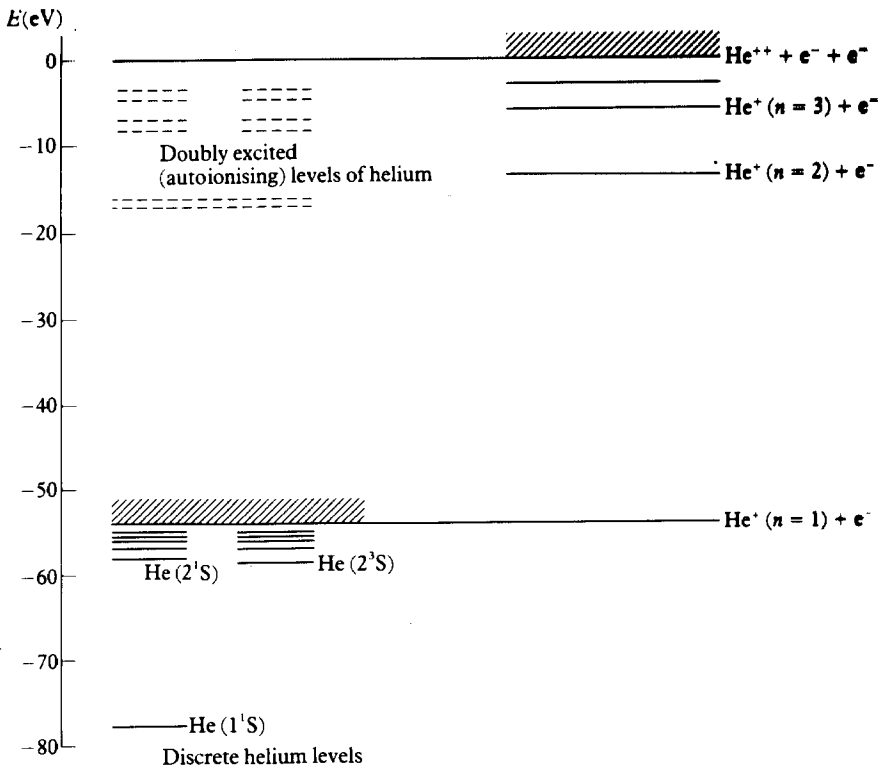 E(eV)
0
−10
−20
−30
−40
−50
−60
−70
−80
He⁺⁺ + e⁻ + e⁻
He⁺ (n = 3) + e⁻
He⁺ (n = 2) + e⁻
Doubly excited
(autoionising) levels of helium
He⁺ (n = 1) + e⁻
He (2¹S)
He (2³S)
He (1¹S)
Discrete helium levels